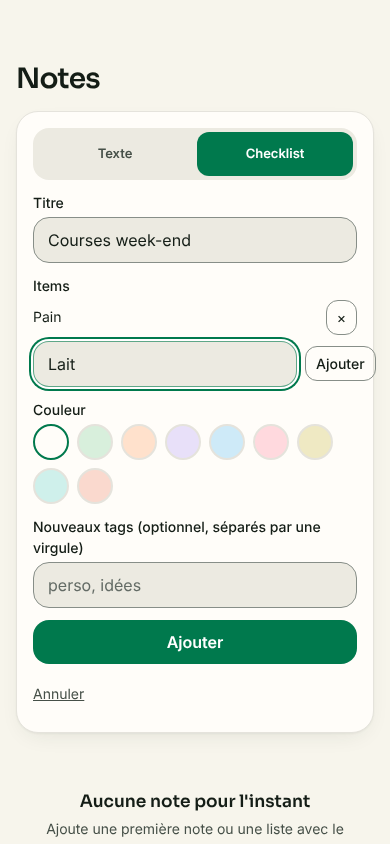 Notes
Texte
Checklist
Titre
Courses week-end
Items
Pain
×
Lait
Ajouter
Couleur
Nouveaux tags (optionnel, séparés par une
virgule)
perso, idées
Ajouter
Annuler
Aucune note pour l'instant
Ajoute une première note ou une liste avec le